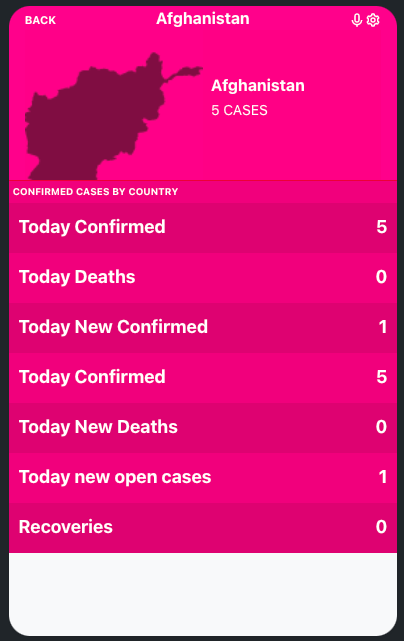 BACK Afghanistan
Afghanistan
5 CASES
CONFIRMED CASES BY COUNTRY
Today Confirmed 5
Today Deaths 0
Today New Confirmed 1
Today Confirmed 5
Today New Deaths 0
Today new open cases 1
Recoveries 0